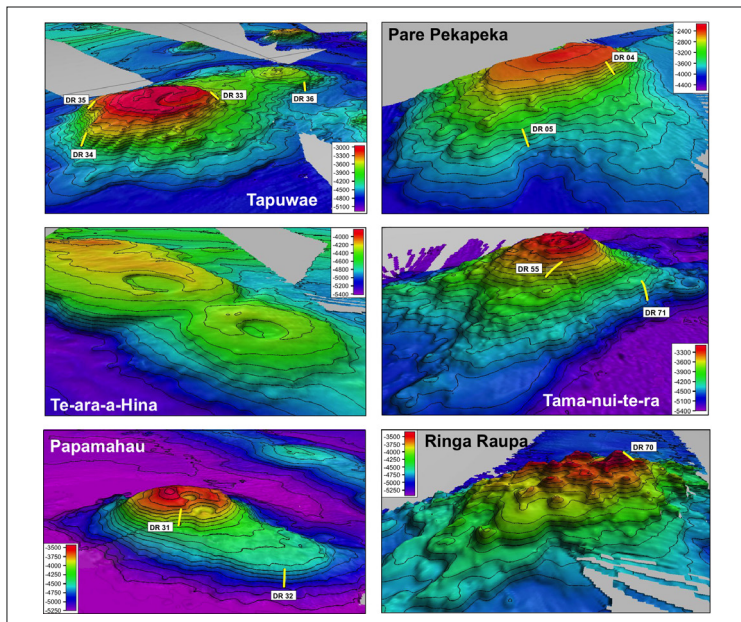 DR 35
DR 33
DR 36
DR 34
-3000
-3300
-3600
-3900
-4200
-4500
-4800
-5100
Tapuwae
Pare Pekapeka
-2400
-2800
-3200
-3600
-4000
-4400
DR 04
DR 05
-4000
-4200
-4400
-4600
-4800
-5000
-5200
-5400
Te-ara-a-Hina
DR 55
DR 71
-3300
-3600
-3900
-4200
-4500
-4800
-5100
-5400
Tama-nui-te-ra
Papamahau
DR 31
DR 32
-3500
-3750
-4000
-4250
-4500
-4750
-5000
-5250
Ringa Raupa
DR 70
-3500
-3750
-4000
-4250
-4500
-4750
-5000
-5250